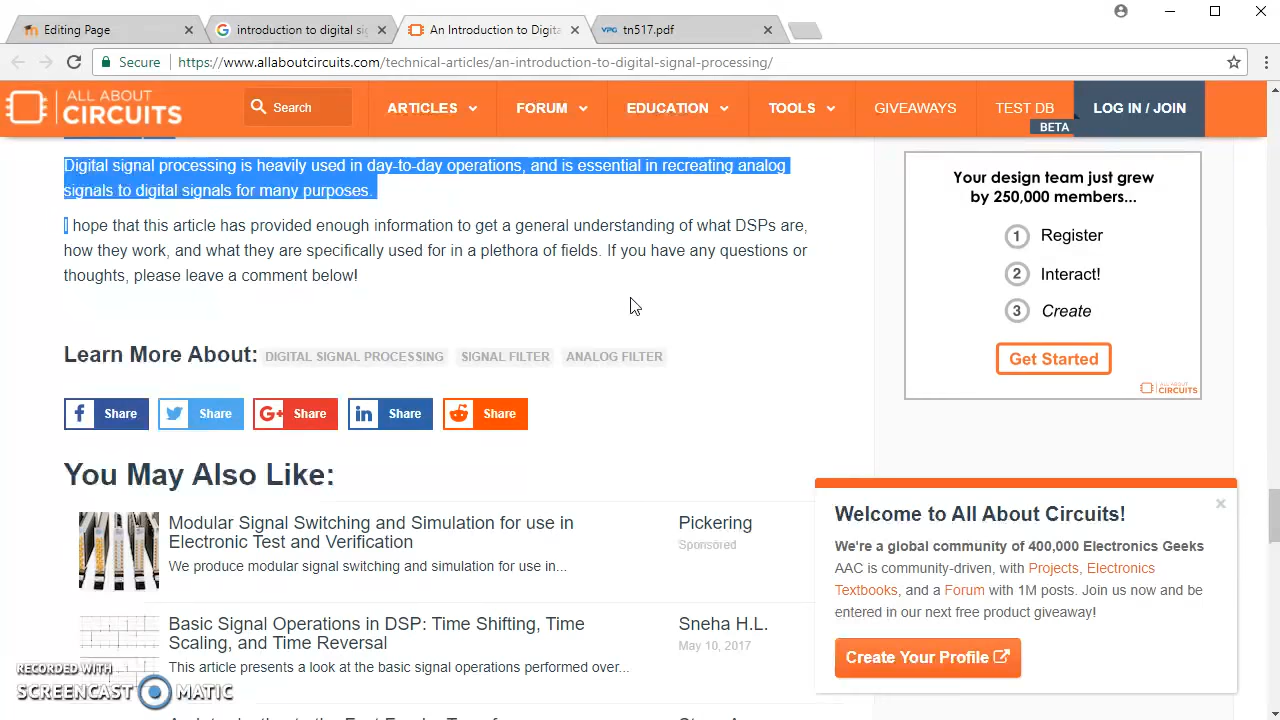 Editing Page
introduction to digital si
An Introduction to Digita
VPG tn517.pdf
Secure https://www.allaboutcircuits.com/technical-articles/an-introduction-to-digital-signal-processing/
ALL ABOUT
CIRCUITS
Search
ARTICLES
FORUM
EDUCATION
TOOLS
GIVEAWAYS
TEST DB
BETA
LOG IN / JOIN
Digital signal processing is heavily used in day-to-day operations, and is essential in recreating analog
signals to digital signals for many purposes.
I hope that this article has provided enough information to get a general understanding of what DSPs are,
how they work, and what they are specifically used for in a plethora of fields. If you have any questions or
thoughts, please leave a comment below!
Learn More About: DIGITAL SIGNAL PROCESSING SIGNAL FILTER ANALOG FILTER
f Share
Share
G+ Share
in Share
Share
You May Also Like:
Modular Signal Switching and Simulation for use in
Electronic Test and Verification
We produce modular signal switching and simulation for use in...
Pickering
Sponsored
Basic Signal Operations in DSP: Time Shifting, Time
Scaling, and Time Reversal
This article presents a look at the basic signal operations performed over...
Sneha H.L.
May 10, 2017
Your design team just grew
by 250,000 members...
1 Register
2 Interact!
3 Create
Get Started
ALL ABOUT
CIRCUITS
Welcome to All About Circuits!
We're a global community of 400,000 Electronics Geeks
AAC is community-driven, with Projects, Electronics
Textbooks, and a Forum with 1M posts. Join us now and be
entered in our next free product giveaway!
Create Your Profile
RECORDED WITH
SCREENCAST MATIC